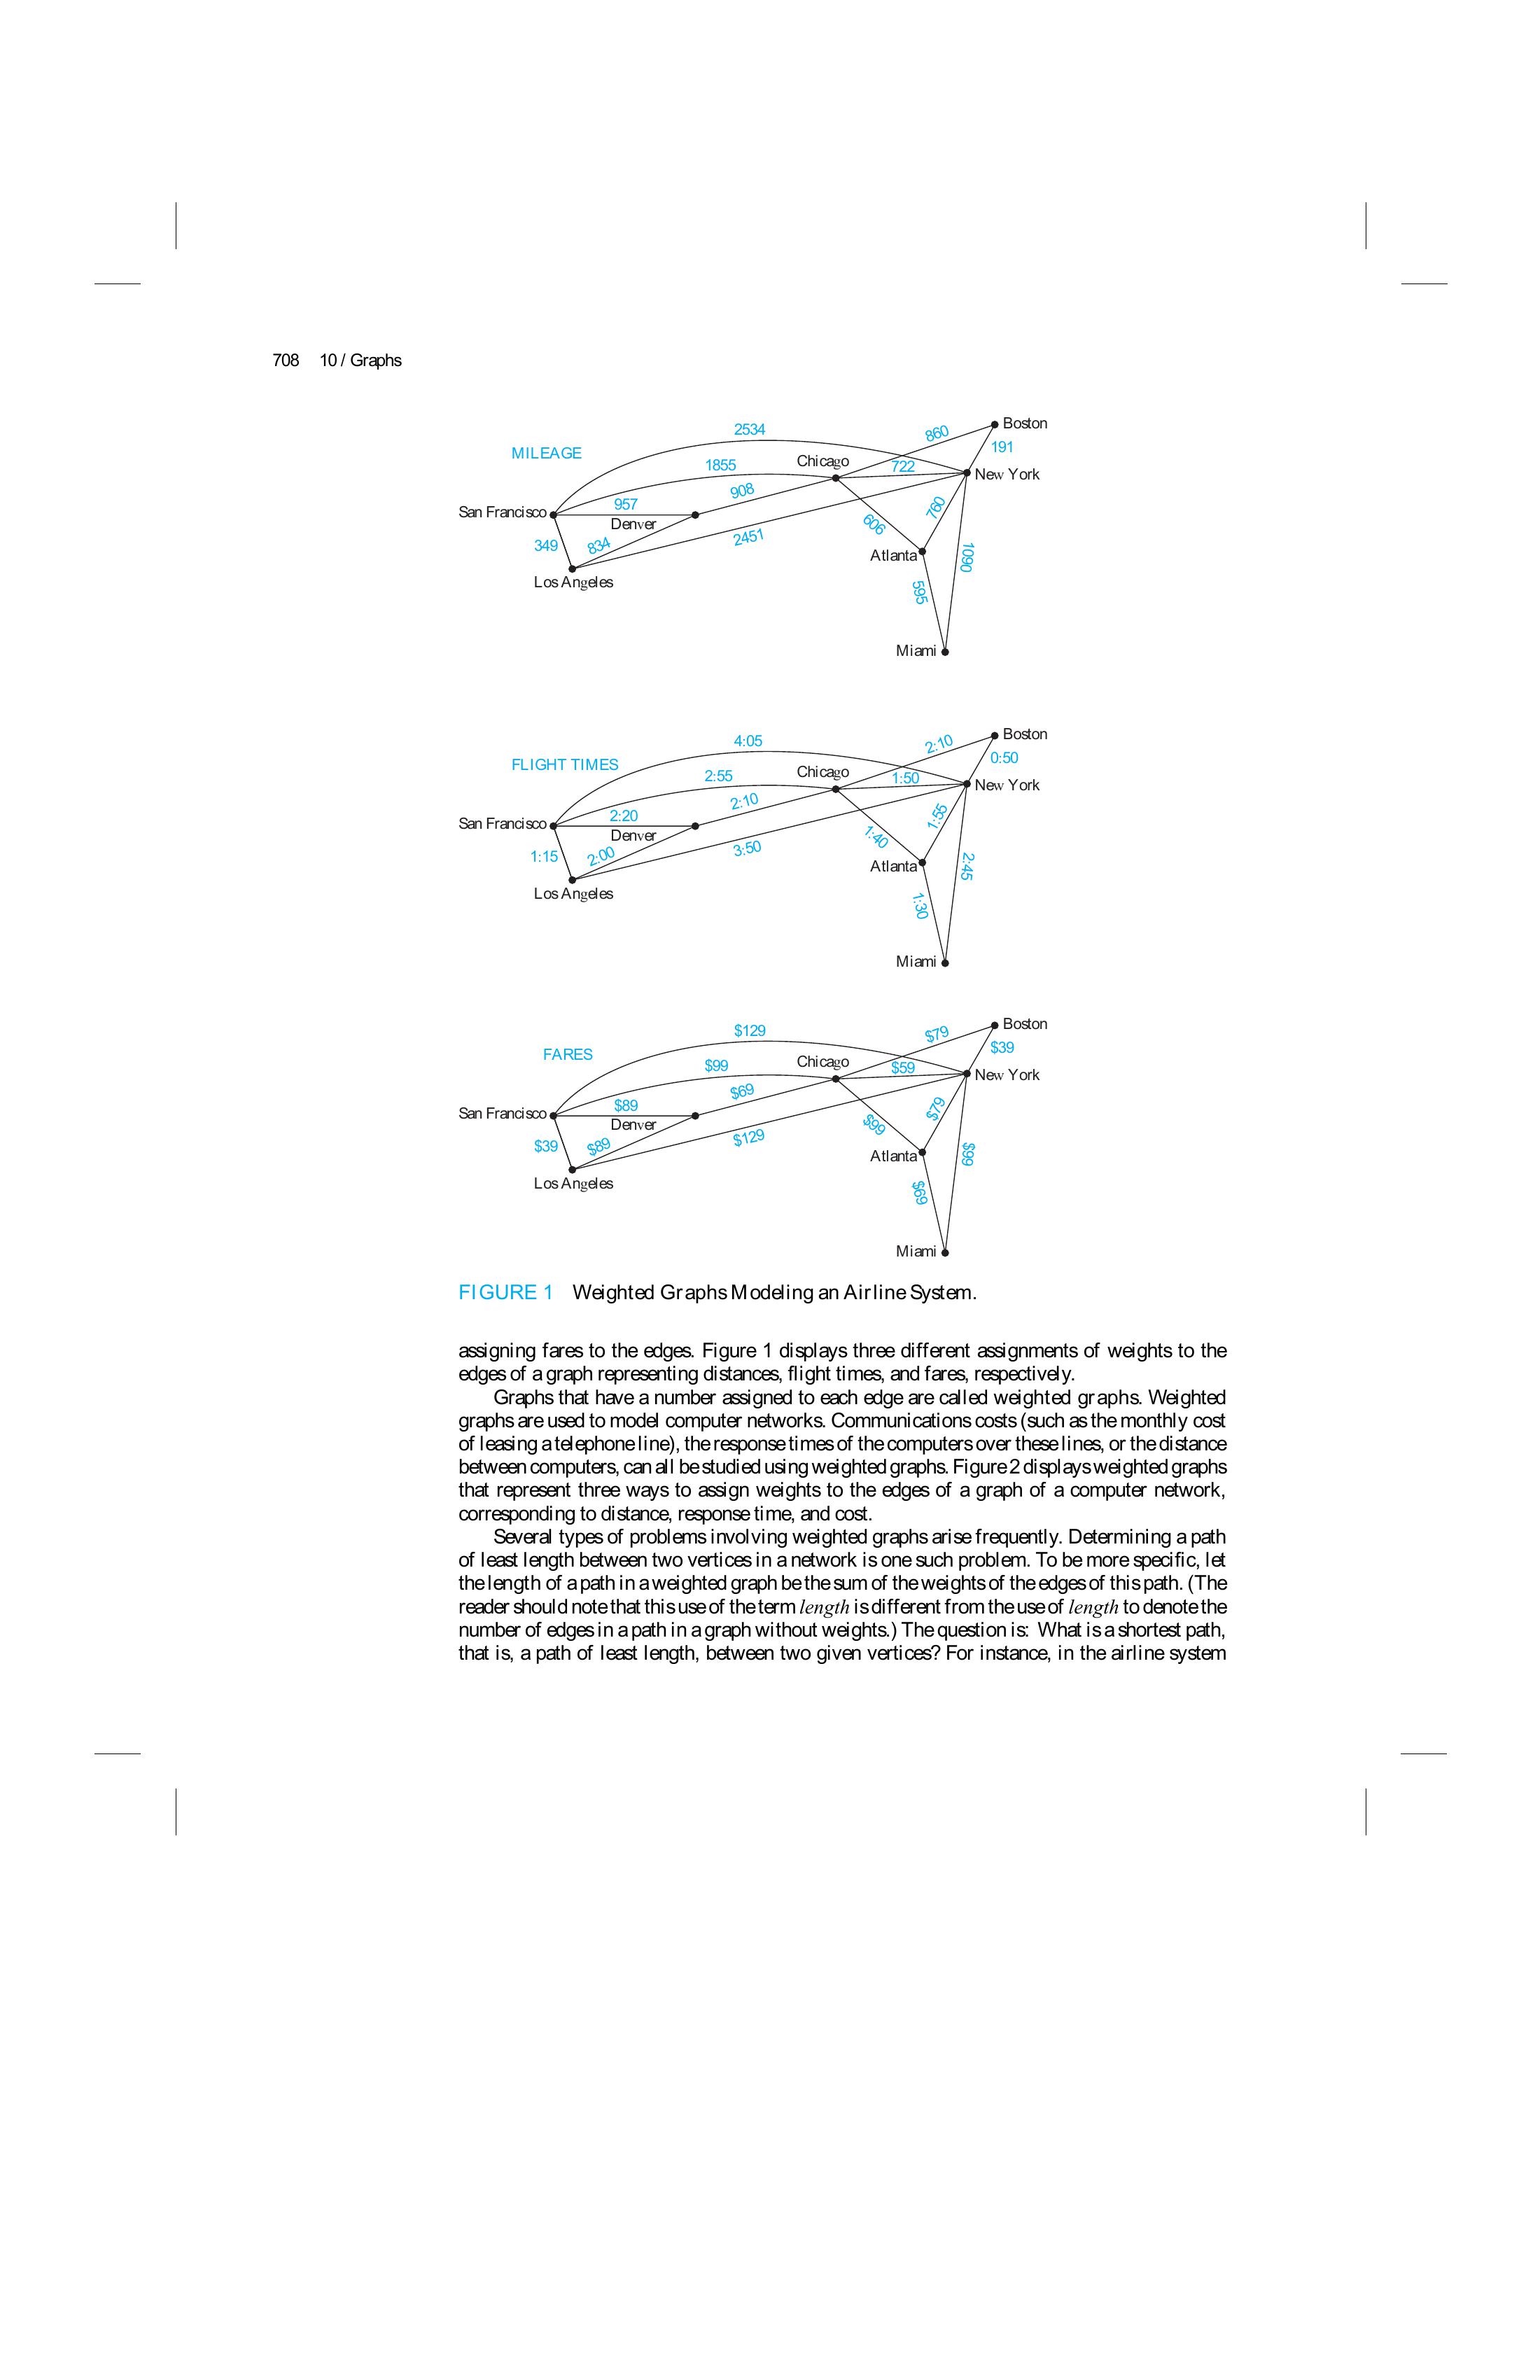 708 10 / Graphs
MILEAGE
2534
860
Boston
191
1855
Chicago
722
New York
908
957
San Francisco
Denver
760
606
349
834
2451
Atlanta
1090
Los Angeles
595
Miami
FLIGHT TIMES
4:05
2:10
Boston
0:50
2:55
Chicago
1:50
New York
2:10
2:20
San Francisco
Denver
1:55
1:40
1:15
2:00
3:50
Atlanta
2:45
Los Angeles
1:30
Miami
FARES
$129
$79
Boston
$39
$99
Chicago
$59
New York
$69
$89
San Francisco
Denver
$79
$99
$39
$89
$129
Atlanta
$99
Los Angeles
$69
Miami
FIGURE 1 Weighted Graphs Modeling an Airline System.
assigning fares to the edges. Figure 1 displays three different assignments of weights to the
edges of a graph representing distances, flight times, and fares, respectively.
Graphs that have a number assigned to each edge are called weighted graphs. Weighted
graphs are used to model computer networks. Communications costs (such as the monthly cost
of leasing a telephone line), the response times of the computers over these lines, or the distance
between computers, can all be studied using weighted graphs. Figure 2 displays weighted graphs
that represent three ways to assign weights to the edges of a graph of a computer network,
corresponding to distance, response time, and cost.
Several types of problems involving weighted graphs arise frequently. Determining a path
of least length between two vertices in a network is one such problem. To be more specific, let
the length of a path in a weighted graph be the sum of the weights of the edges of this path. (The
reader should note that this use of the term length is different from the use of length to denote the
number of edges in a path in a graph without weights.) The question is: What is a shortest path,
that is, a path of least length, between two given vertices? For instance, in the airline system